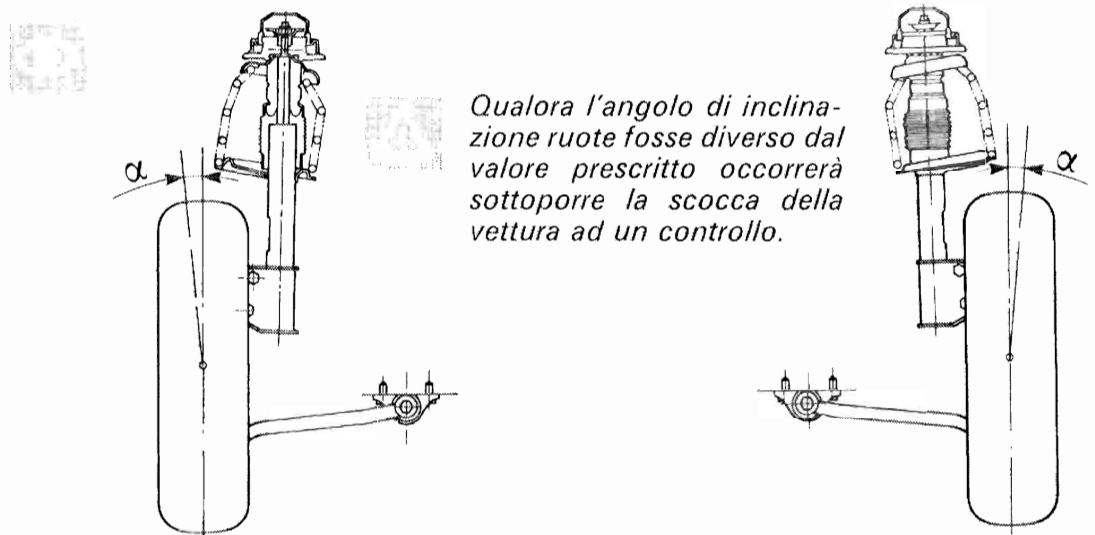 Qualora l'angolo di inclina-
zione ruote fosse diverso dal
valore prescritto occorrerà
sottoporre la scocca della
vettura ad un controllo.
α
α